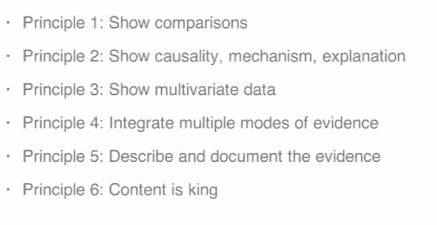 · Principle 1: Show comparisons
· Principle 2: Show causality, mechanism, explanation
· Principle 3: Show multivariate data
· Principle 4: Integrate multiple modes of evidence
· Principle 5: Describe and document the evidence
· Principle 6: Content is king